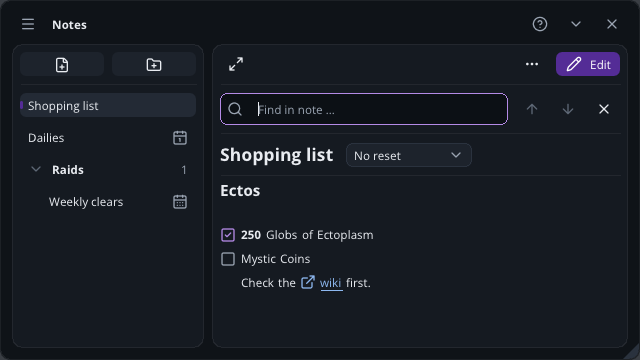 Notes
Edit
Shopping list
Dailies
Raids 1
Weekly clears
Find in note ...
Shopping list No reset
Ectos
250 Globs of Ectoplasm
Mystic Coins
Check the wiki first.